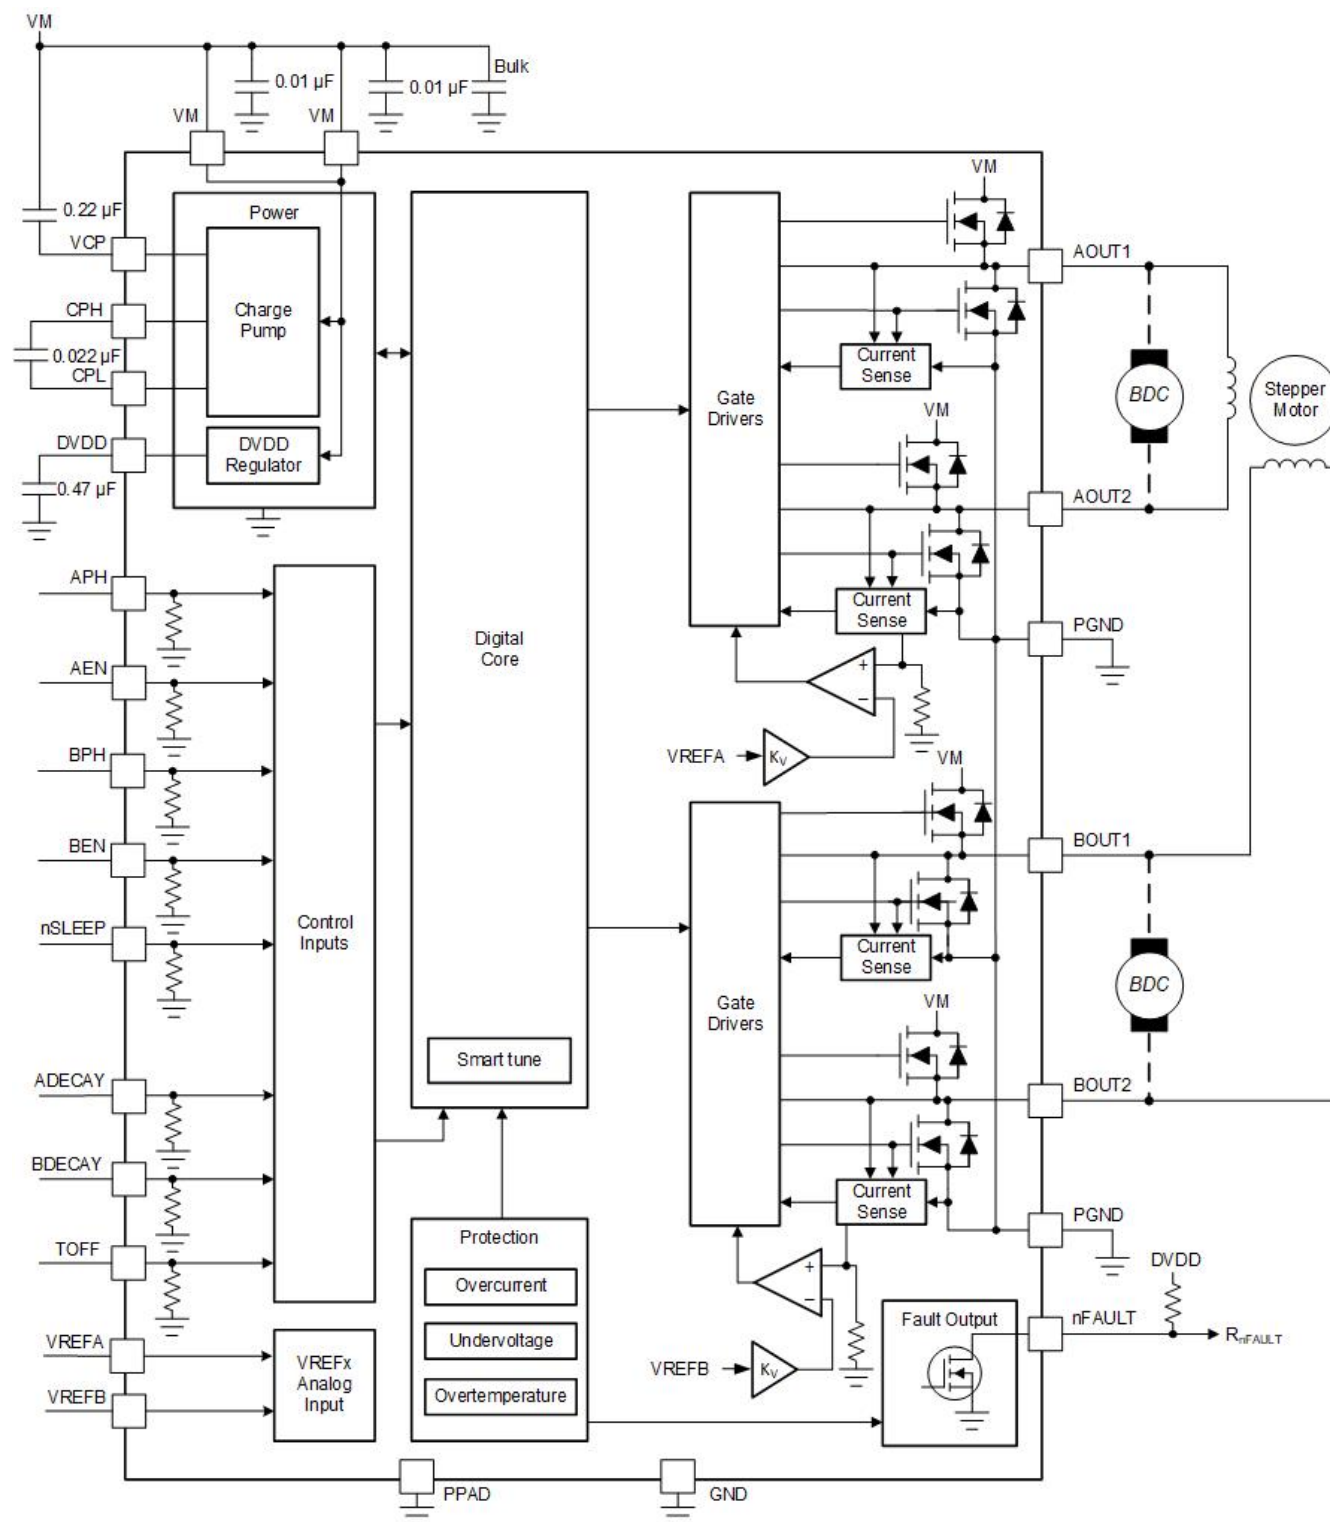 VM
0.01 µF
0.01 µF
Bulk
VM
VM
0.22 µF
VCP
CPH
0.022 µF
CPL
DVDD
0.47 µF
Power
Charge
Pump
DVDD
Regulator
APH
AEN
BPH
BEN
nSLEEP
ADECAY
BDECAY
TOFF
VREFA
VREFB
Control
Inputs
VREFx
Analog
Input
Digital
Core
Smart tune
Protection
Overcurrent
Undervoltage
Overtemperature
Gate
Drivers
VM
Current
Sense
VM
Current
Sense
+
−
VREFA
KV
Gate
Drivers
VM
Current
Sense
VM
Current
Sense
+
−
VREFB
KV
Fault Output
AOUT1
BDC
Stepper
Motor
AOUT2
PGND
BOUT1
BDC
BOUT2
PGND
DVDD
nFAULT
RnFAULT
PPAD
GND